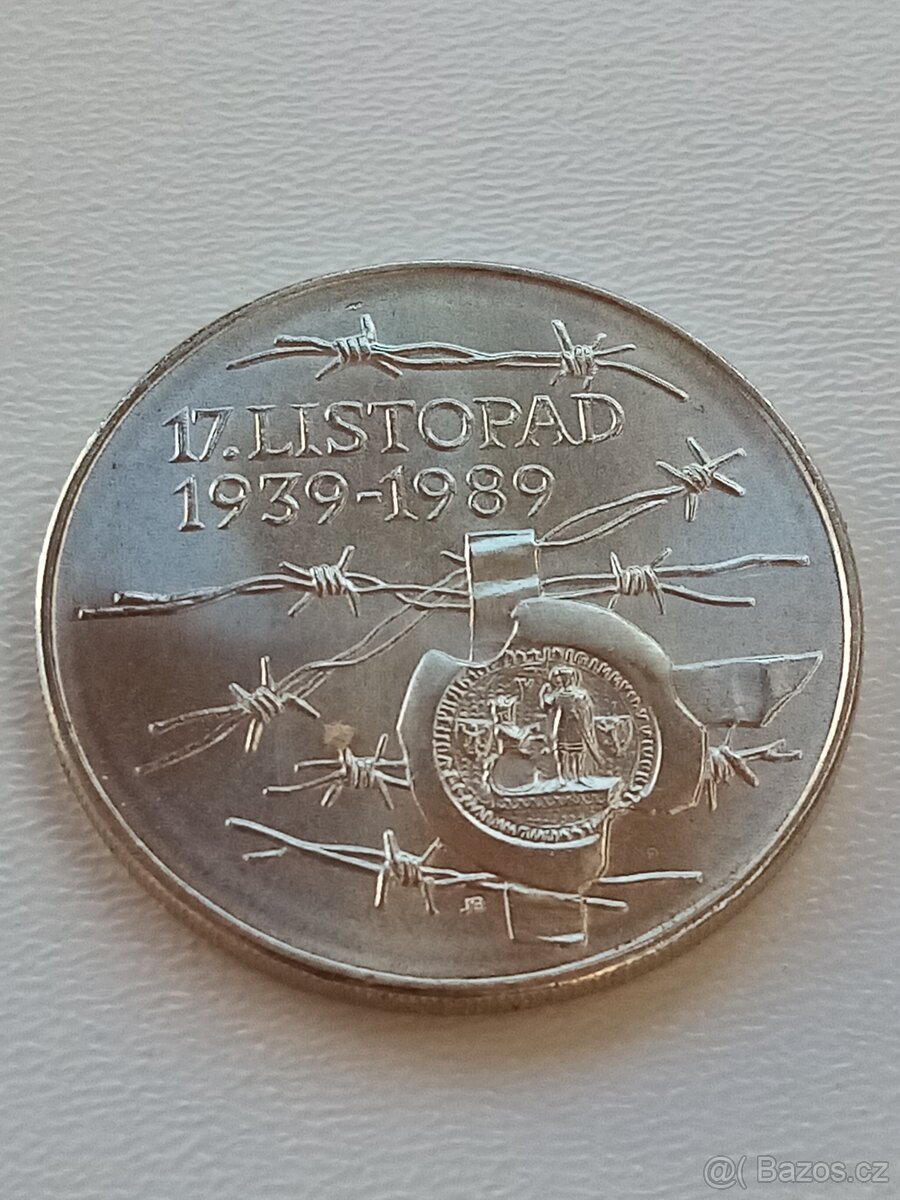 17. LISTOPAD
1939-1989
JB
@( Bazos.cz